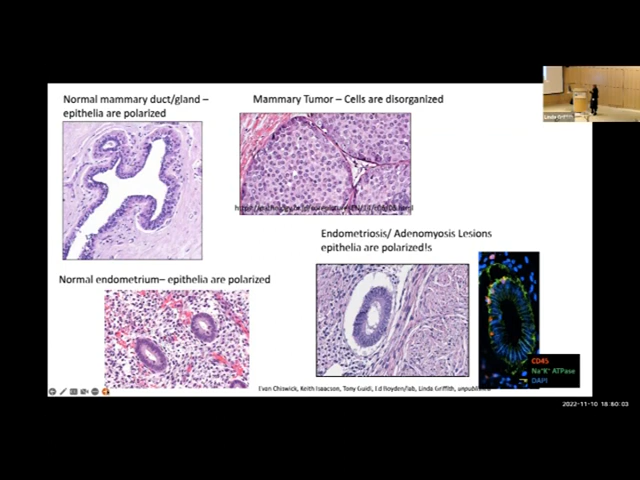 Normal mammary duct/gland –
epithelia are polarized
Mammary Tumor – Cells are disorganized
Linda Griffith
Endometriosis/ Adenomyosis Lesions
epithelia are polarized!s
Normal endometrium– epithelia are polarized
CD45
Na⁺K⁺ ATPase
DAPI
Evan Chiswick, Keith Isaacson, Tony Guidi, Ed Boyden/lab, Linda Griffith, unpublished
2022-11-10 18:60:03